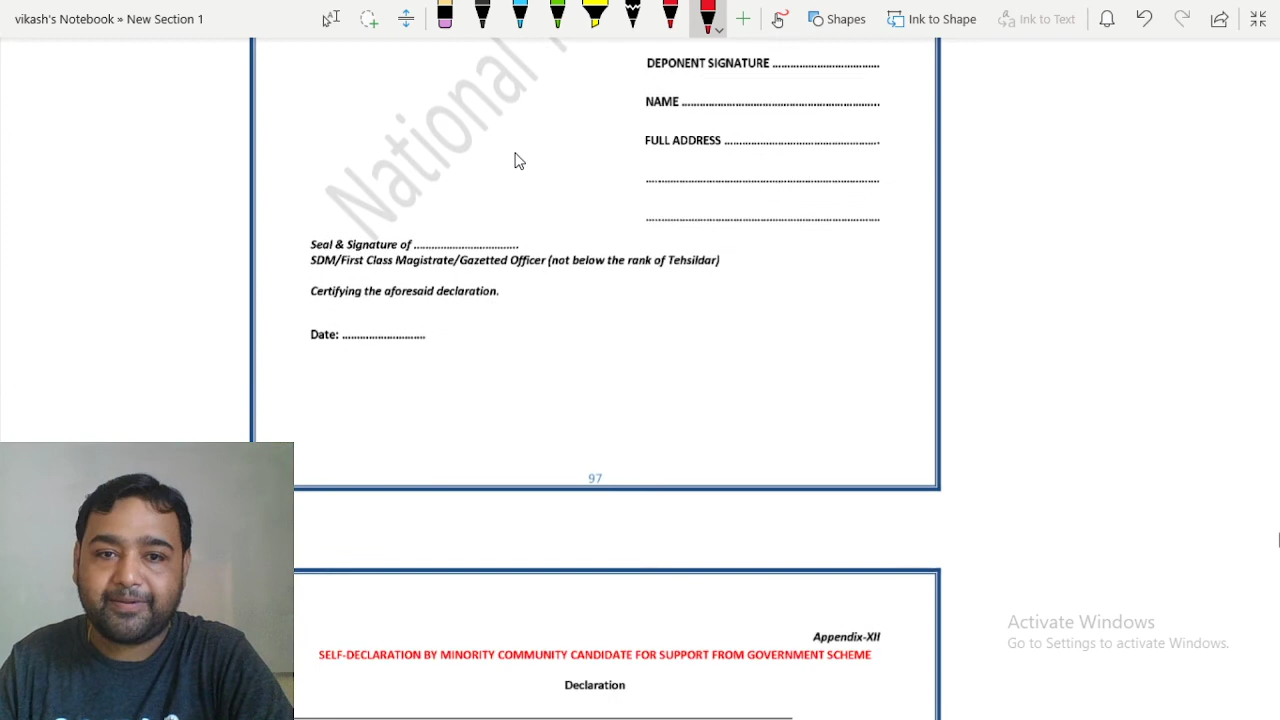 vikash's Notebook » New Section 1
Shapes
Ink to Shape
Ink to Text
DEPONENT SIGNATURE ....................................
NAME ...................................................................
FULL ADDRESS ....................................................
...............................................................................
...............................................................................
National
Seal & Signature of ...................................
SDM/First Class Magistrate/Gazetted Officer (not below the rank of Tehsildar)
Certifying the aforesaid declaration.
Date: ............................
97
Appendix-XII
SELF-DECLARATION BY MINORITY COMMUNITY CANDIDATE FOR SUPPORT FROM GOVERNMENT SCHEME
Declaration
Activate Windows
Go to Settings to activate Windows.